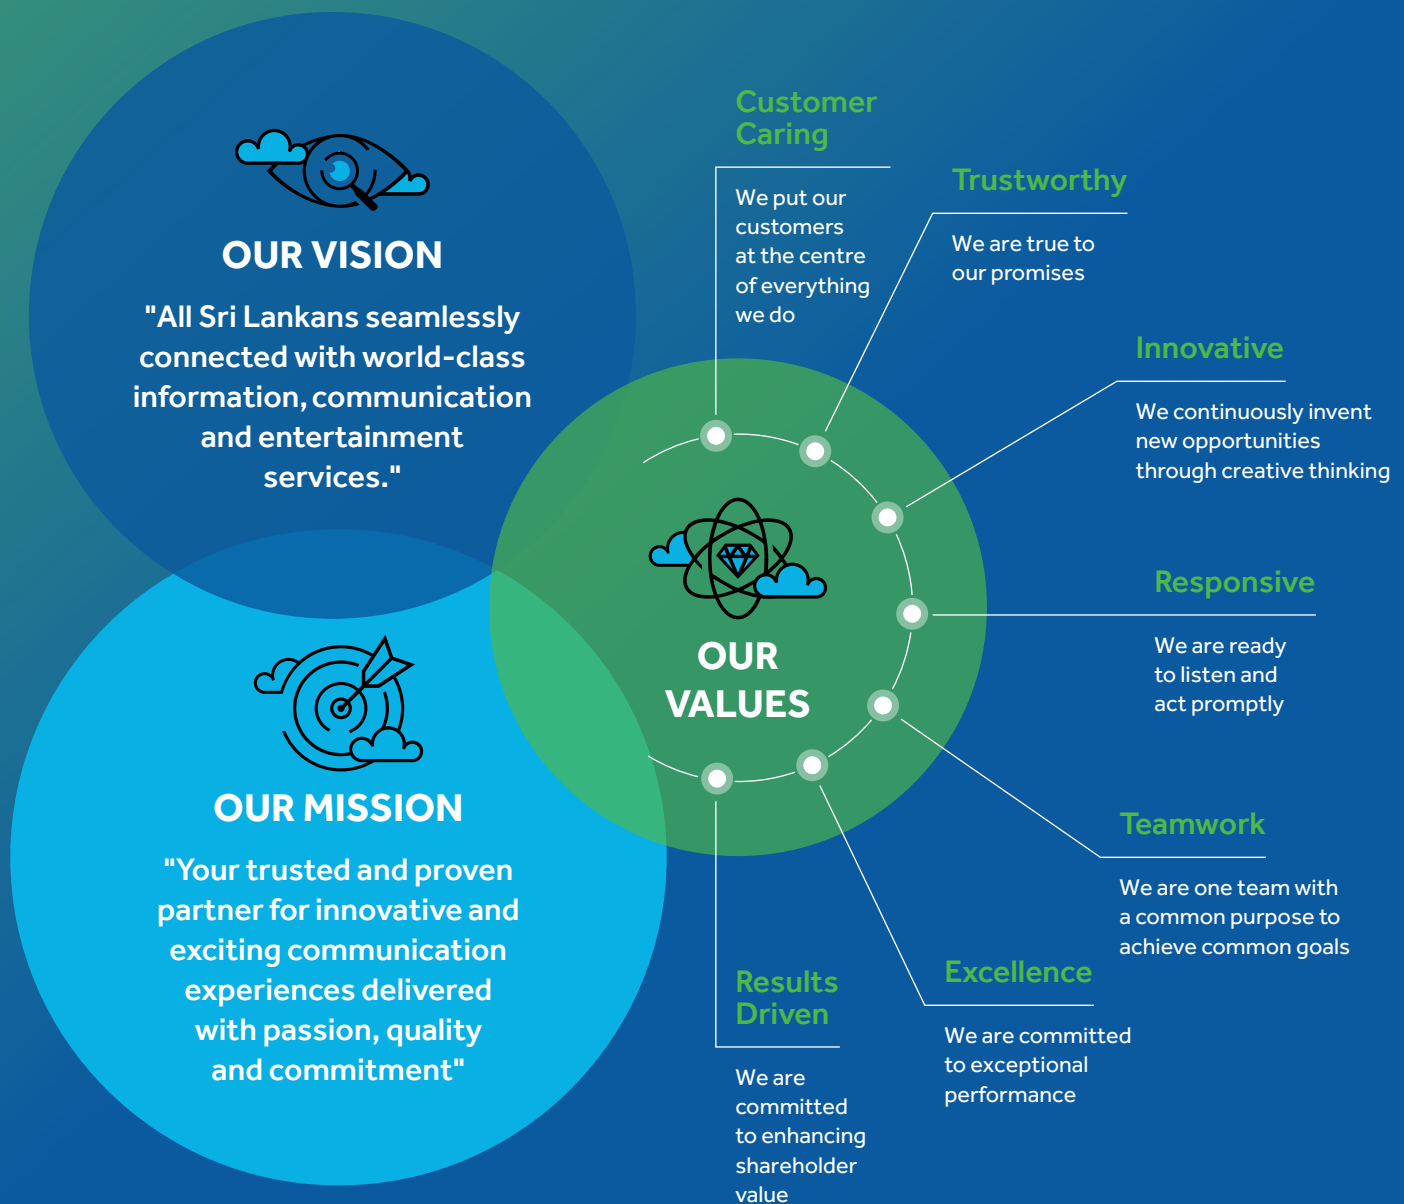 OUR VISION
"All Sri Lankans seamlessly
connected with world-class
information, communication
and entertainment
services."
OUR MISSION
"Your trusted and proven
partner for innovative and
exciting communication
experiences delivered
with passion, quality
and commitment"
OUR
VALUES
Customer
Caring
We put our
customers
at the centre
of everything
we do
Trustworthy
We are true to
our promises
Innovative
We continuously invent
new opportunities
through creative thinking
Responsive
We are ready
to listen and
act promptly
Teamwork
We are one team with
a common purpose to
achieve common goals
Excellence
We are committed
to exceptional
performance
Results
Driven
We are
committed
to enhancing
shareholder
value